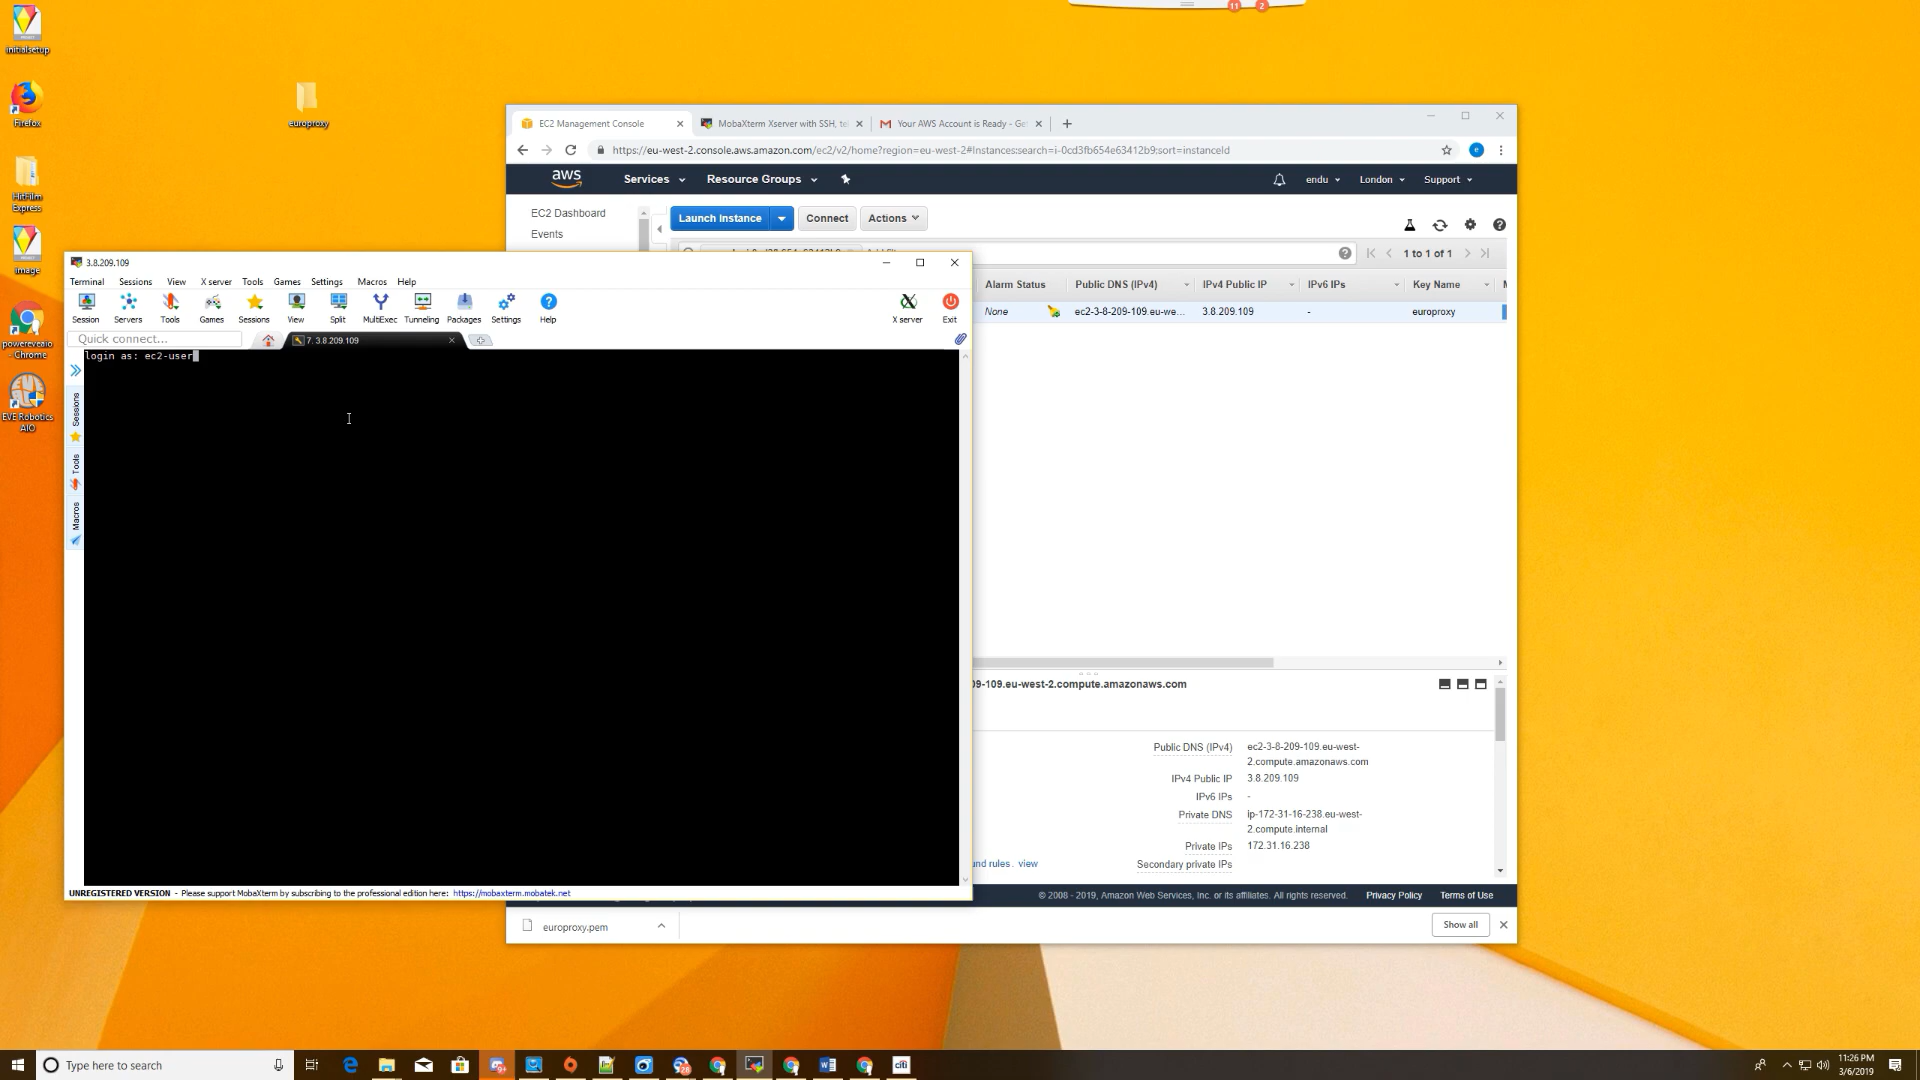 initialsetup
Firefox
HitFilm
Express
image
powereveaio
- Chrome
EVE Robotics
AIO
europroxy
11
2
EC2 Management Console
MobaXterm Xserver with SSH, te
Your AWS Account is Ready - Ge
https://eu-west-2.console.aws.amazon.com/ec2/v2/home?region=eu-west-2#Instances:search=i-0cd3fb654e63412b9;sort=instanceId
e
aws
Services
Resource Groups
endu
London
Support
EC2 Dashboard
Events
Launch Instance
Connect
Actions
1 to 1 of 1
Alarm Status
Public DNS (IPv4)
IPv4 Public IP
IPv6 IPs
Key Name
None
ec2-3-8-209-109.eu-we...
3.8.209.109
-
europroxy
3.8.209.109
Terminal Sessions View X server Tools Games Settings Macros Help
Session Servers Tools Games Sessions View Split MultiExec Tunneling Packages Settings Help
X server Exit
Quick connect...
7. 3.8.209.109
login as: ec2-user
Sessions
Tools
Macros
UNREGISTERED VERSION - Please support MobaXterm by subscribing to the professional edition here: https://mobaxterm.mobatek.net
09-109.eu-west-2.compute.amazonaws.com
Public DNS (IPv4) ec2-3-8-209-109.eu-west-
2.compute.amazonaws.com
IPv4 Public IP 3.8.209.109
IPv6 IPs -
Private DNS ip-172-31-16-238.eu-west-
2.compute.internal
Private IPs 172.31.16.238
Secondary private IPs
und rules. view
© 2008 - 2019, Amazon Web Services, Inc. or its affiliates. All rights reserved. Privacy Policy Terms of Use
europroxy.pem
Show all
Type here to search
citi
11:26 PM
3/6/2019